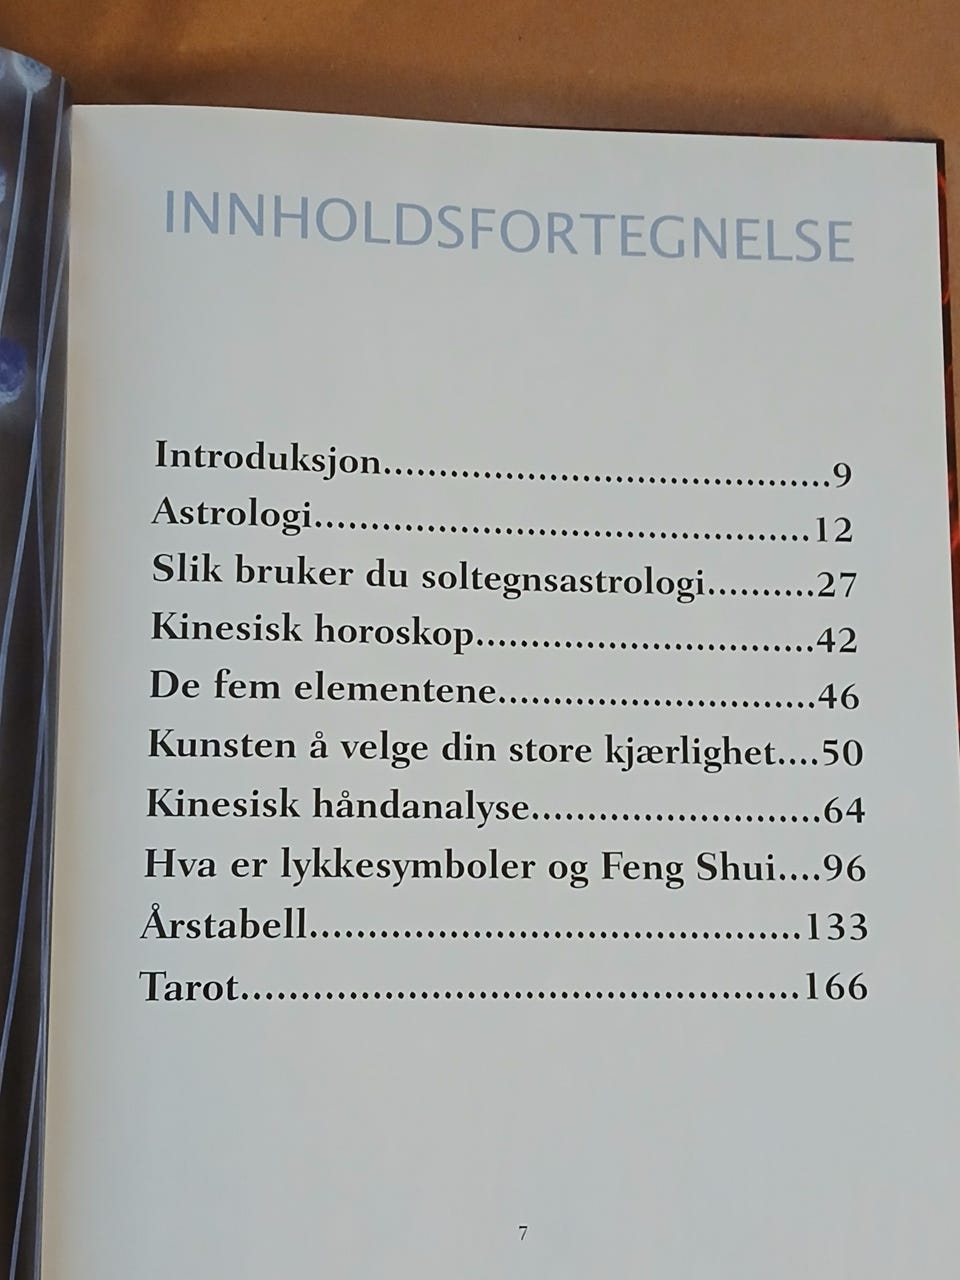 INNHOLDSFORTEGNELSE
Introduksjon........................................9
Astrologi............................................12
Slik bruker du soltegnsastrologi..........27
Kinesisk horoskop..............................42
De fem elementene............................46
Kunsten å velge din store kjærlighet....50
Kinesisk håndanalyse.........................64
Hva er lykkesymboler og Feng Shui....96
Årstabell...........................................133
Tarot.................................................166
7